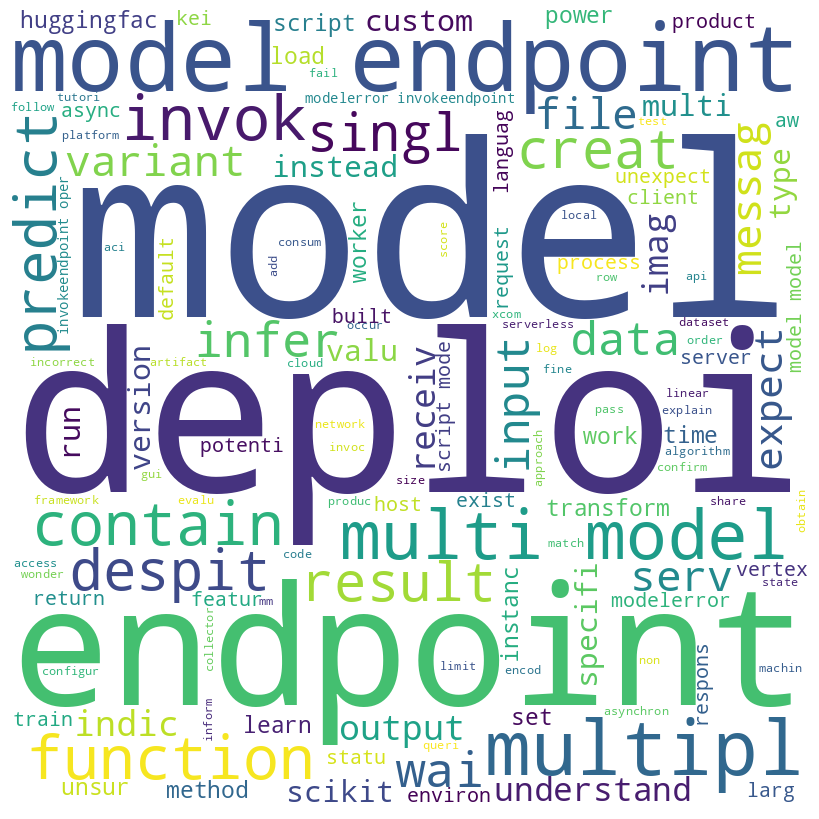 huggingfac
kei
script
custom
power
product
model endpoint
load
fail
tutori
follow
async
platform
modelerror invokeendpoint
invok
singl
file
multi
test
aw
variant
instead
languag
creat
unexpect
client
messag
type
predict
invokeendpoint oper
model
aci
add
consum
default
worker
score
request
local
process
imag
row
api
model model
xcom
built
occur
serverless
dataset
order
infer
valu
data
server
incorrect
artifact
cloud
log
fine
version
receiv
script mode
input
expect
deploi
run
potenti
network
invoc
gui
size
approach
pass
linear
explain
work
time
algorithm
confirm
framework
evalu
produc
host
exist
transform
share
obtain
contain
multi model
match
code
access
wonder
despit
result
serv
vertex
state
return
featur
mm
instanc
specifi
modelerror
endpoint
configur
collector
limit
encod
non
machin
train
indic
inform
learn
output
set
asynchron
respons
function
statu
queri
wai
multipl
unsur
method
scikit
environ
understand
larg